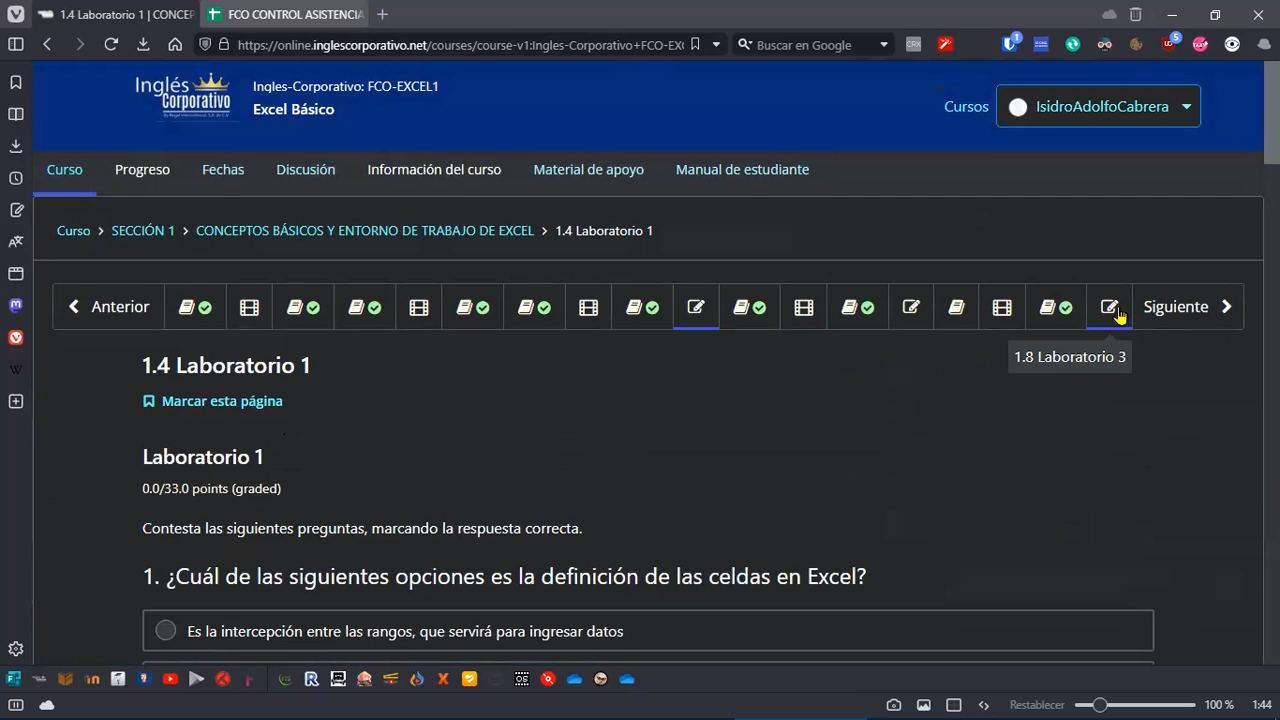 1.4 Laboratorio 1 | CONCEP
FCO CONTROL ASISTENCIA
https://online.inglescorporativo.net/courses/course-v1:Ingles-Corporativo+FCO-EXC
Buscar en Google
CRX
1
5
Inglés
Corporativo
Ingles-Corporativo: FCO-EXCEL1
Excel Básico
Cursos
IsidroAdolfoCabrera
Curso
Progreso
Fechas
Discusión
Información del curso
Material de apoyo
Manual de estudiante
Curso > SECCIÓN 1 > CONCEPTOS BÁSICOS Y ENTORNO DE TRABAJO DE EXCEL > 1.4 Laboratorio 1
Anterior
Siguiente
1.8 Laboratorio 3
1.4 Laboratorio 1
Marcar esta página
Laboratorio 1
0.0/33.0 points (graded)
Contesta las siguientes preguntas, marcando la respuesta correcta.
1. ¿Cuál de las siguientes opciones es la definición de las celdas en Excel?
Es la intercepción entre las rangos, que servirá para ingresar datos
Restablecer
100 %
1:44